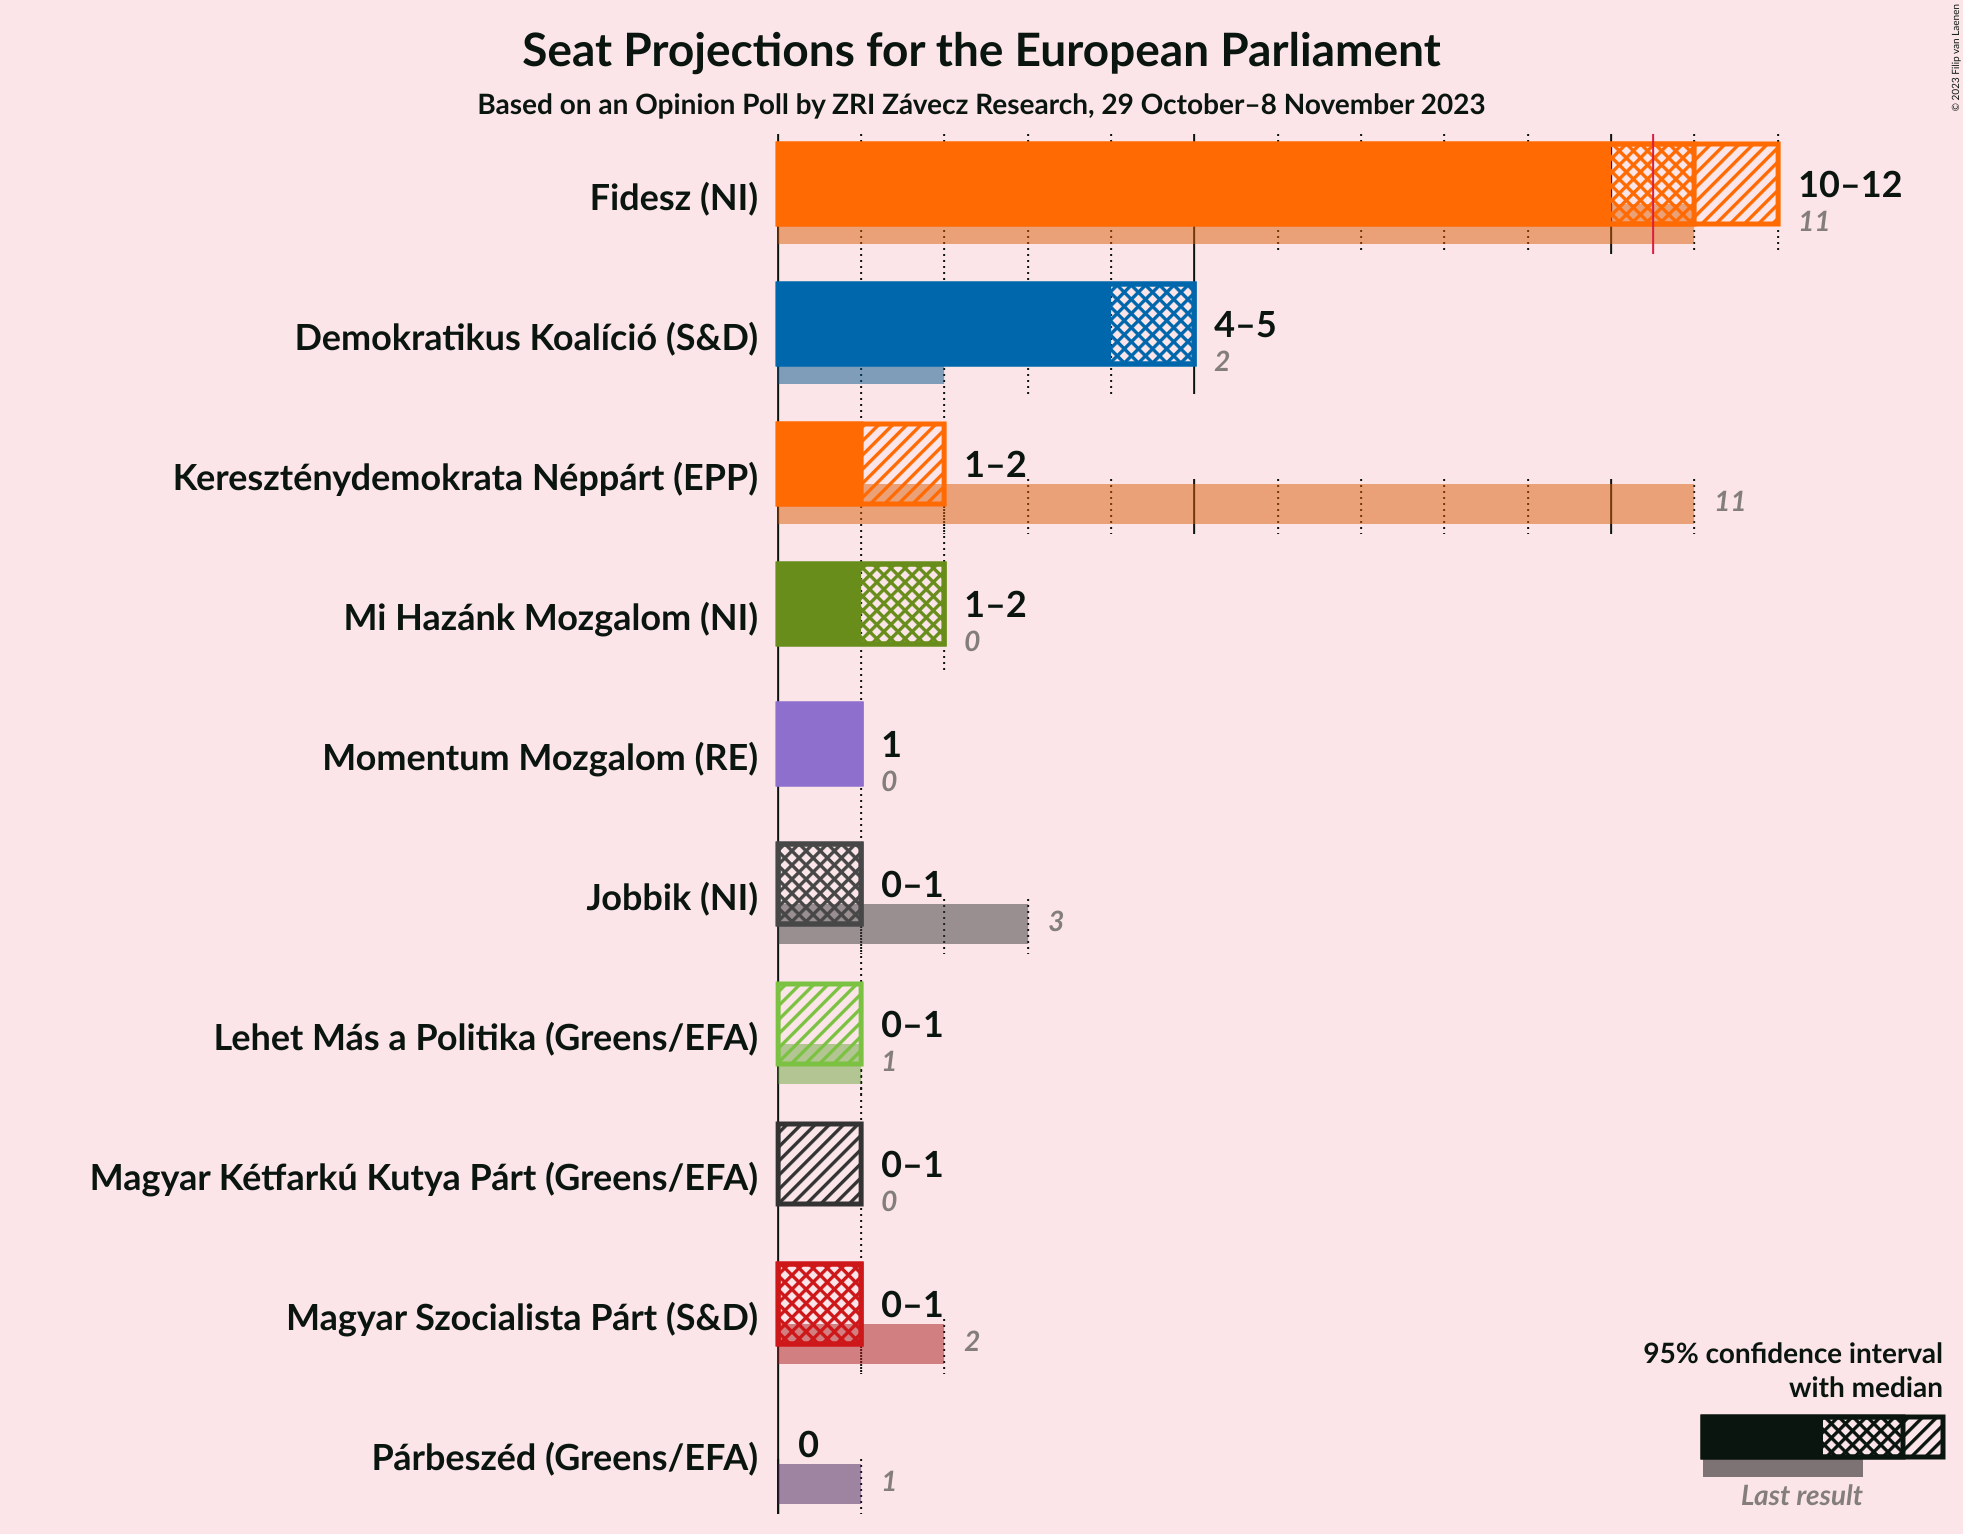 Seat Projections for the European Parliament
Based on an Opinion Poll by ZRI Závecz Research, 29 October–8 November 2023
© 2023 Filip van Laenen
Fidesz (NI)
10–12
11
Demokratikus Koalíció (S&D)
4–5
2
Kereszténydemokrata Néppárt (EPP)
1–2
11
Mi Hazánk Mozgalom (NI)
1–2
0
Momentum Mozgalom (RE)
1
0
Jobbik (NI)
0–1
3
Lehet Más a Politika (Greens/EFA)
0–1
1
Magyar Kétfarkú Kutya Párt (Greens/EFA)
0–1
0
Magyar Szocialista Párt (S&D)
0–1
2
Párbeszéd (Greens/EFA)
0
1
95% confidence interval
with median
Last result